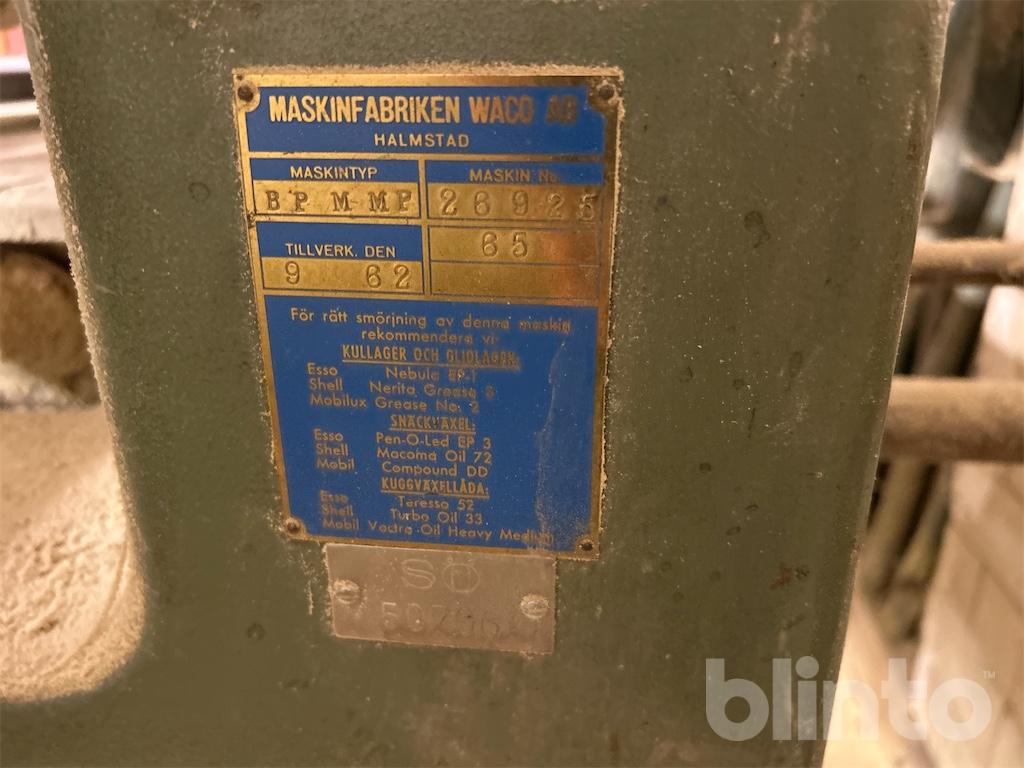 MASKINFABRIKEN WACO AB
HALMSTAD
MASKINTYP MASKIN No.
B P M-MP 26925
TILLVERK. DEN 65
9 62
För rätt smörjning av denna maskin
rekommendera vi:
KULLAGER OCH GLIDLAGER:
Esso Nebula EP-1
Shell Nerita Grease 3
Mobilux Grease No. 2
SNÄCKVÄXEL:
Esso Pen-O-Led EP 3
Shell Macoma Oil 72
Mobil Compound DD
KUGGVÄXELLÅDA:
Esso Teresso 52
Shell Turbo Oil 33
Mobil Vactra Oil Heavy Medium
SÖ
blinto™